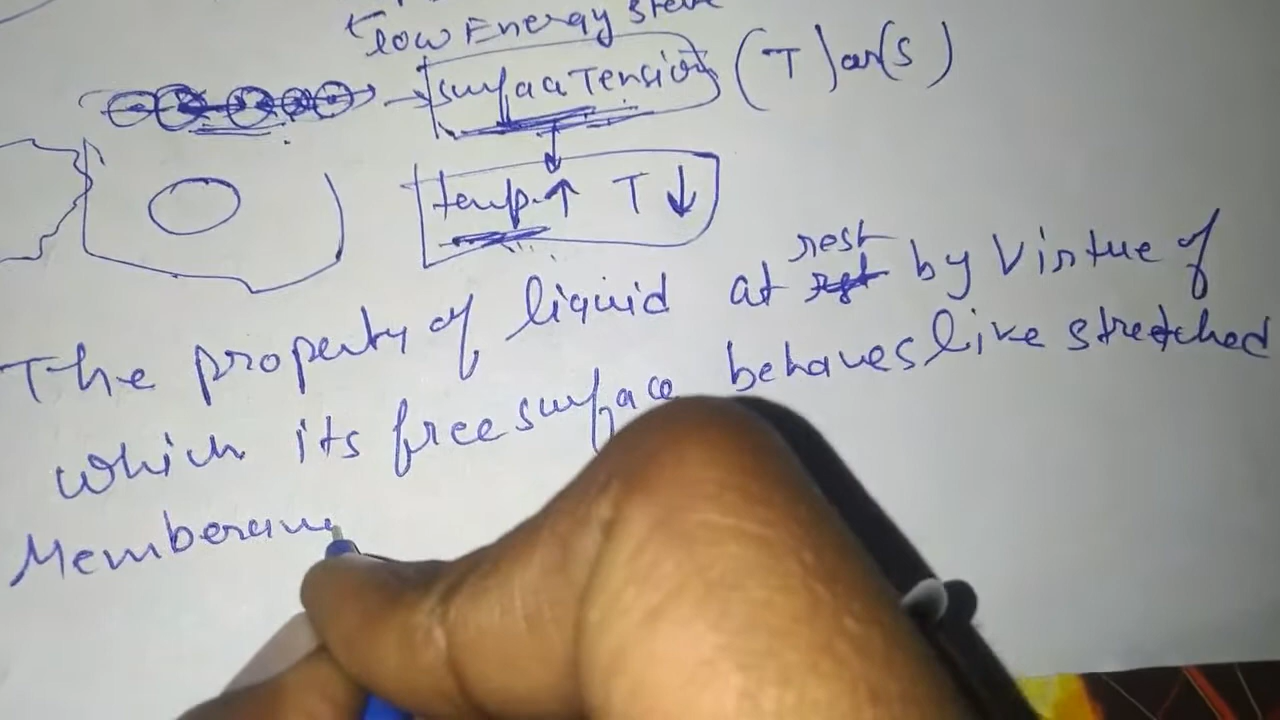 low Energy State
surface Tension (T) or (S)
temp. ↑ T ↓
rest
The property of liquid at by Virtue of
which its free surface behaves like stretched
Memberane